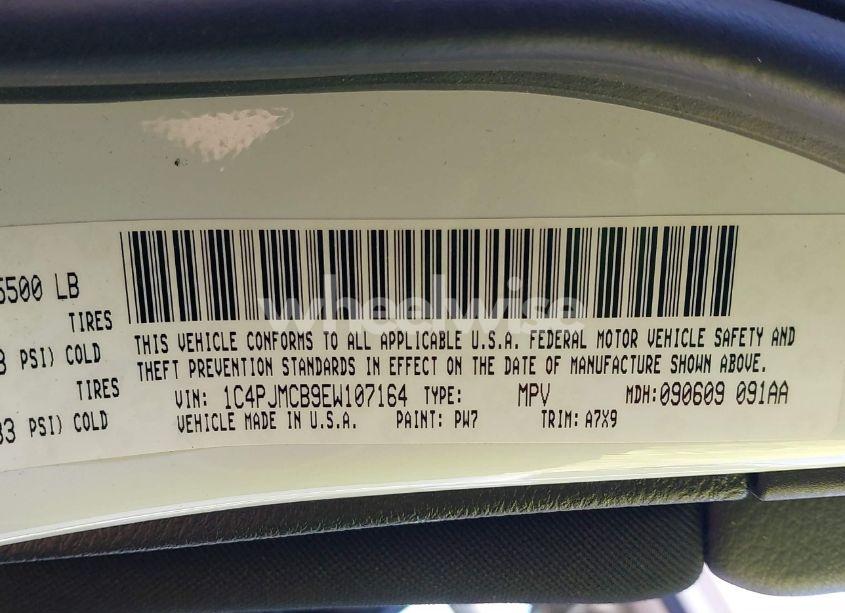 5500 LB
TIRES
PSI) COLD
TIRES
33 PSI) COLD
wheelwise
THIS VEHICLE CONFORMS TO ALL APPLICABLE U.S.A. FEDERAL MOTOR VEHICLE SAFETY AND
THEFT PREVENTION STANDARDS IN EFFECT ON THE DATE OF MANUFACTURE SHOWN ABOVE.
VIN: 1C4PJMCB9EW107164 TYPE: MPV MDH:090609 091AA
VEHICLE MADE IN U.S.A. PAINT: PW7 TRIM: A7X9